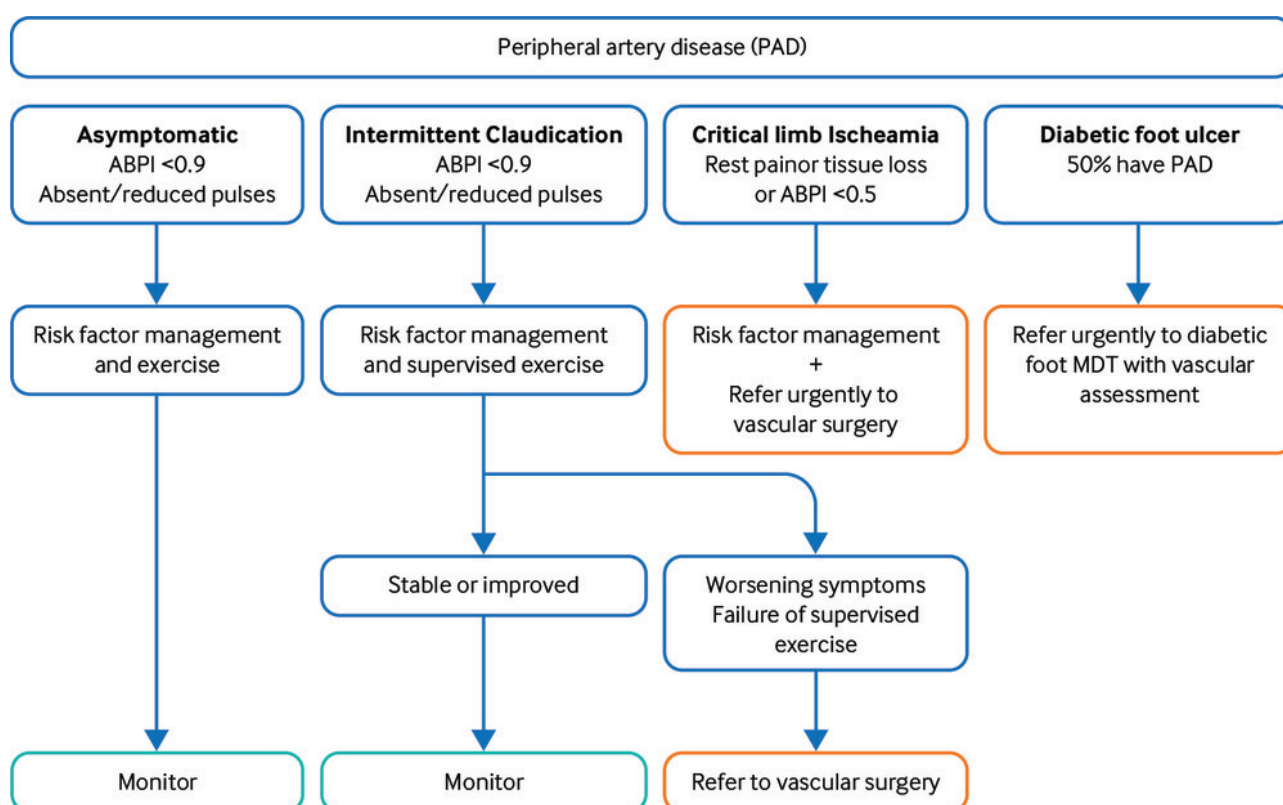 Peripheral artery disease (PAD)
Asymptomatic
ABPI <0.9
Absent/reduced pulses
Intermittent Claudication
ABPI <0.9
Absent/reduced pulses
Critical limb Ischeamia
Rest painor tissue loss
or ABPI <0.5
Diabetic foot ulcer
50% have PAD
Risk factor management
and exercise
Risk factor management
and supervised exercise
Risk factor management
+
Refer urgently to
vascular surgery
Refer urgently to diabetic
foot MDT with vascular
assessment
Stable or improved
Worsening symptoms
Failure of supervised
exercise
Monitor
Monitor
Refer to vascular surgery